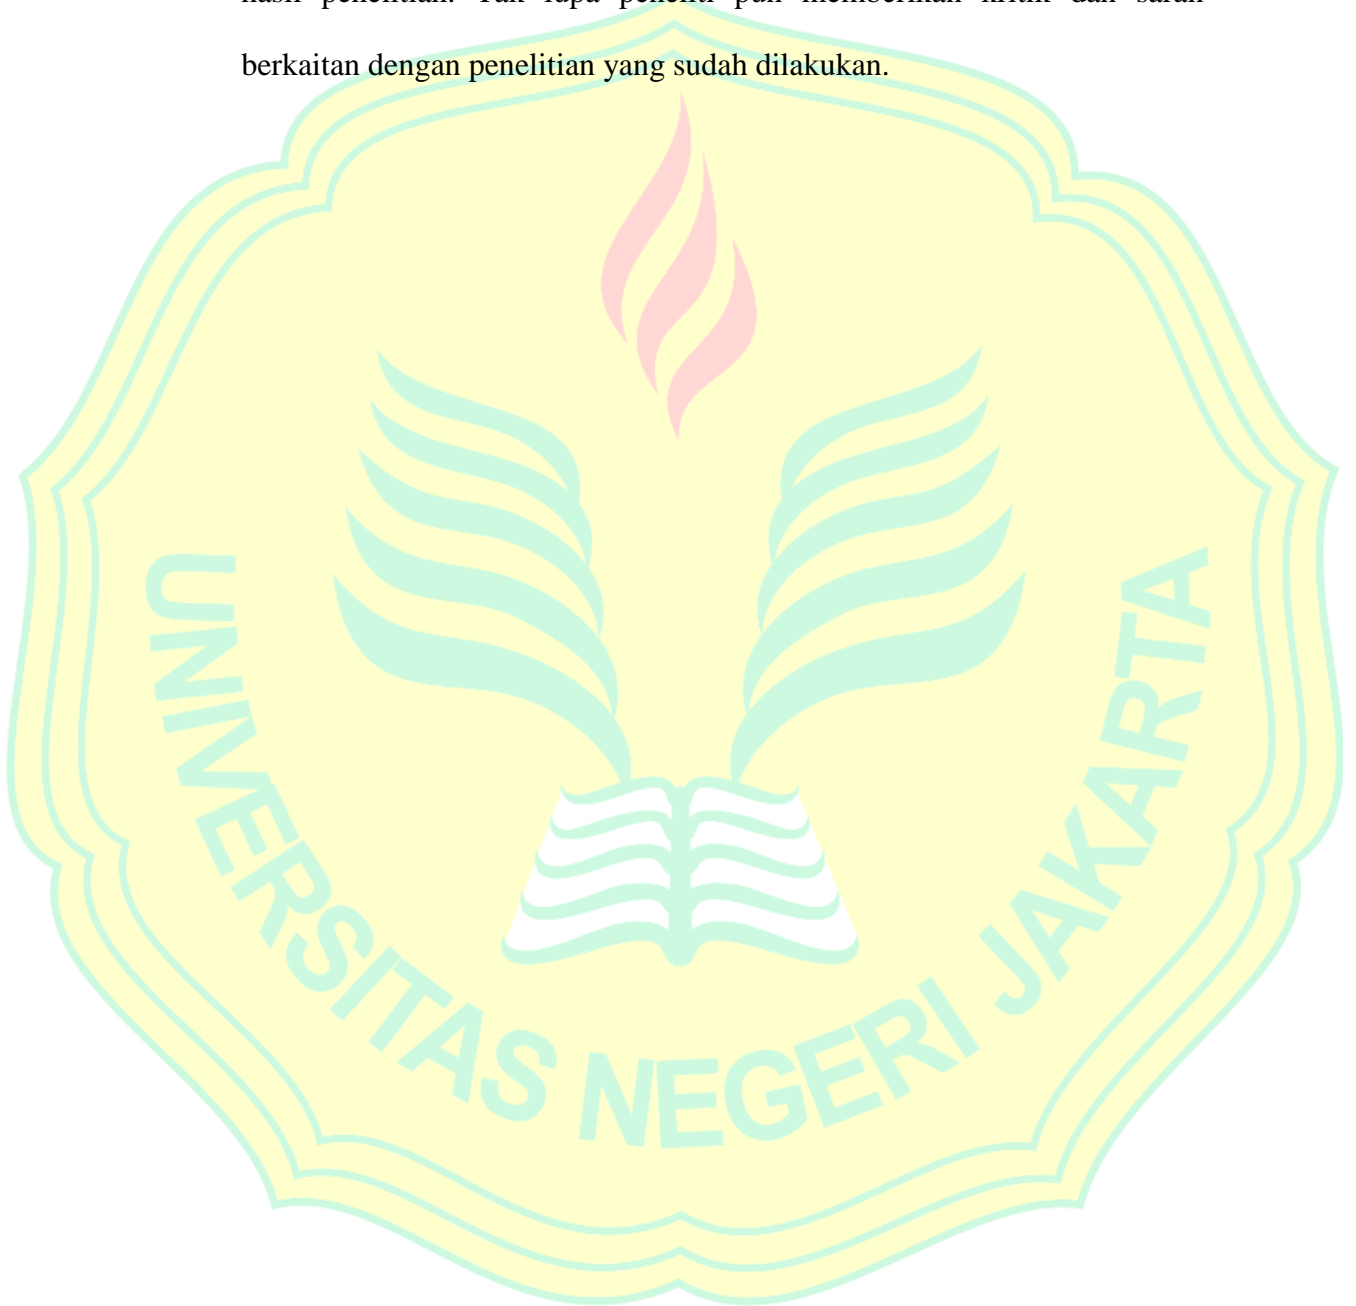 hasil penelitian. Tak lupa peneliti pun memberikan kritik dan saran
berkaitan dengan penelitian yang sudah dilakukan.
UNIVERSITAS NEGERI JAKARTA